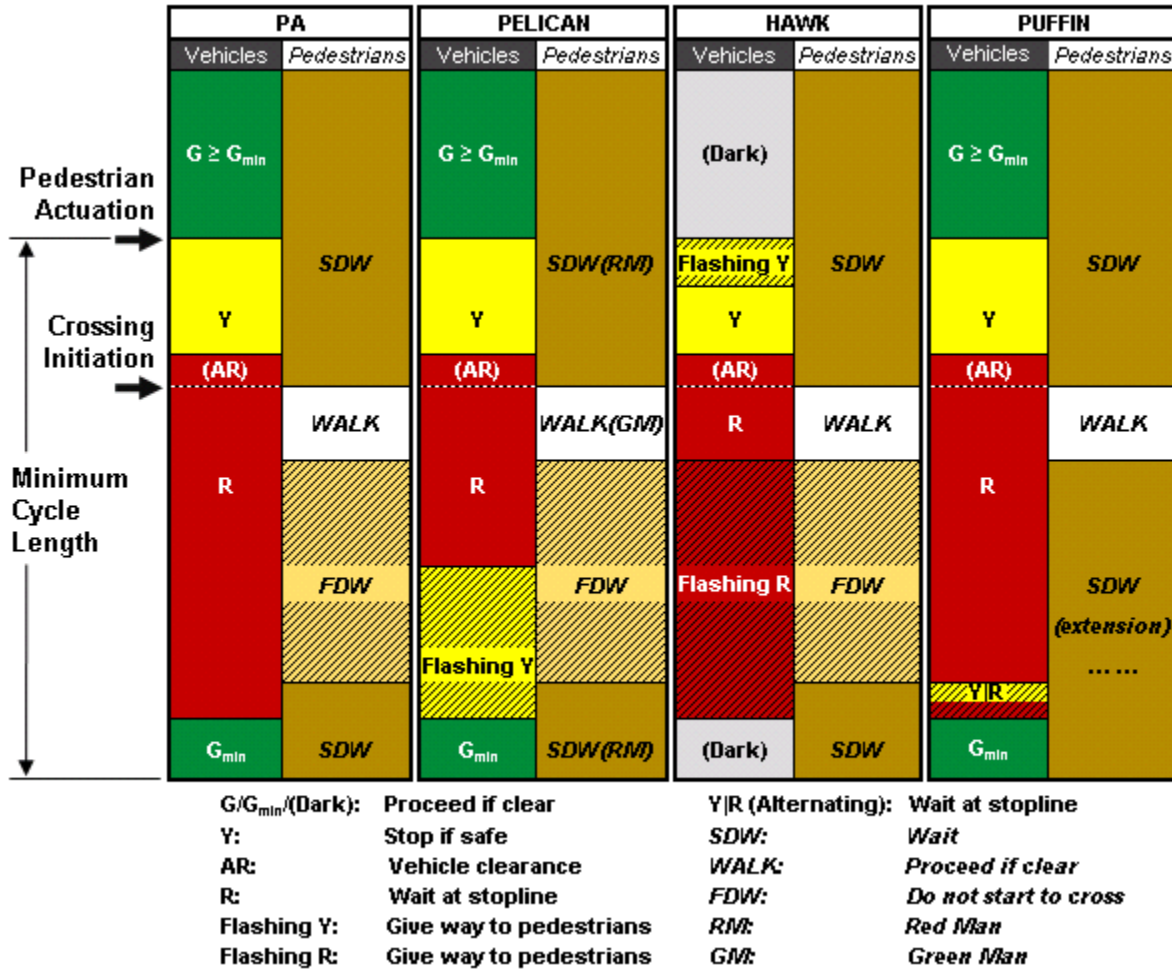 PA PELICAN HAWK PUFFIN
Vehicles Pedestrians Vehicles Pedestrians Vehicles Pedestrians Vehicles Pedestrians
G ≥ Gmin G ≥ Gmin (Dark) G ≥ Gmin
Pedestrian
Actuation
SDW SDW(RM) Flashing Y SDW SDW
Y Y Y Y
Crossing
Initiation
(AR) (AR) (AR) (AR)
WALK WALK(GM) R WALK WALK
R R R
Minimum
Cycle
Length
FDW FDW Flashing R FDW SDW
(extension)
Flashing Y … …
Y|R
Gmin SDW Gmin SDW(RM) (Dark) SDW Gmin
G/Gmin/(Dark): Proceed if clear Y|R (Alternating): Wait at stopline
Y: Stop if safe SDW: Wait
AR: Vehicle clearance WALK: Proceed if clear
R: Wait at stopline FDW: Do not start to cross
Flashing Y: Give way to pedestrians RM: Red Man
Flashing R: Give way to pedestrians GM: Green Man